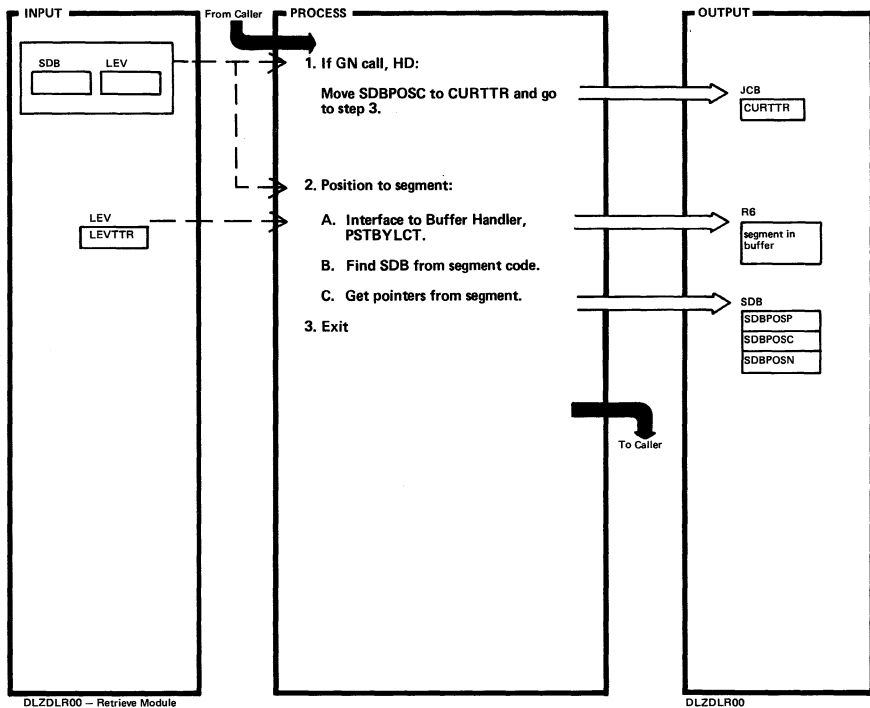 INPUT
From Caller
PROCESS
OUTPUT
SDB
LEV
1. If GN call, HD:
Move SDBPOSC to CURTTR and go
to step 3.
JCB
CURTTR
2. Position to segment:
LEV
LEVTTR
A. Interface to Buffer Handler,
PSTBYLCT.
R6
segment in
buffer
B. Find SDB from segment code.
C. Get pointers from segment.
SDB
SDBPOSP
SDBPOSC
SDBPOSN
3. Exit
To Caller
DLZDLR00 – Retrieve Module
DLZDLR00